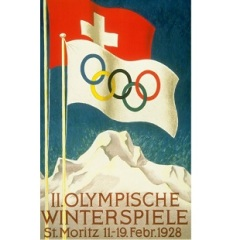 II. OLYMPISCHE
WINTERSPIELE
St. Moritz 11.-19. Febr. 1928